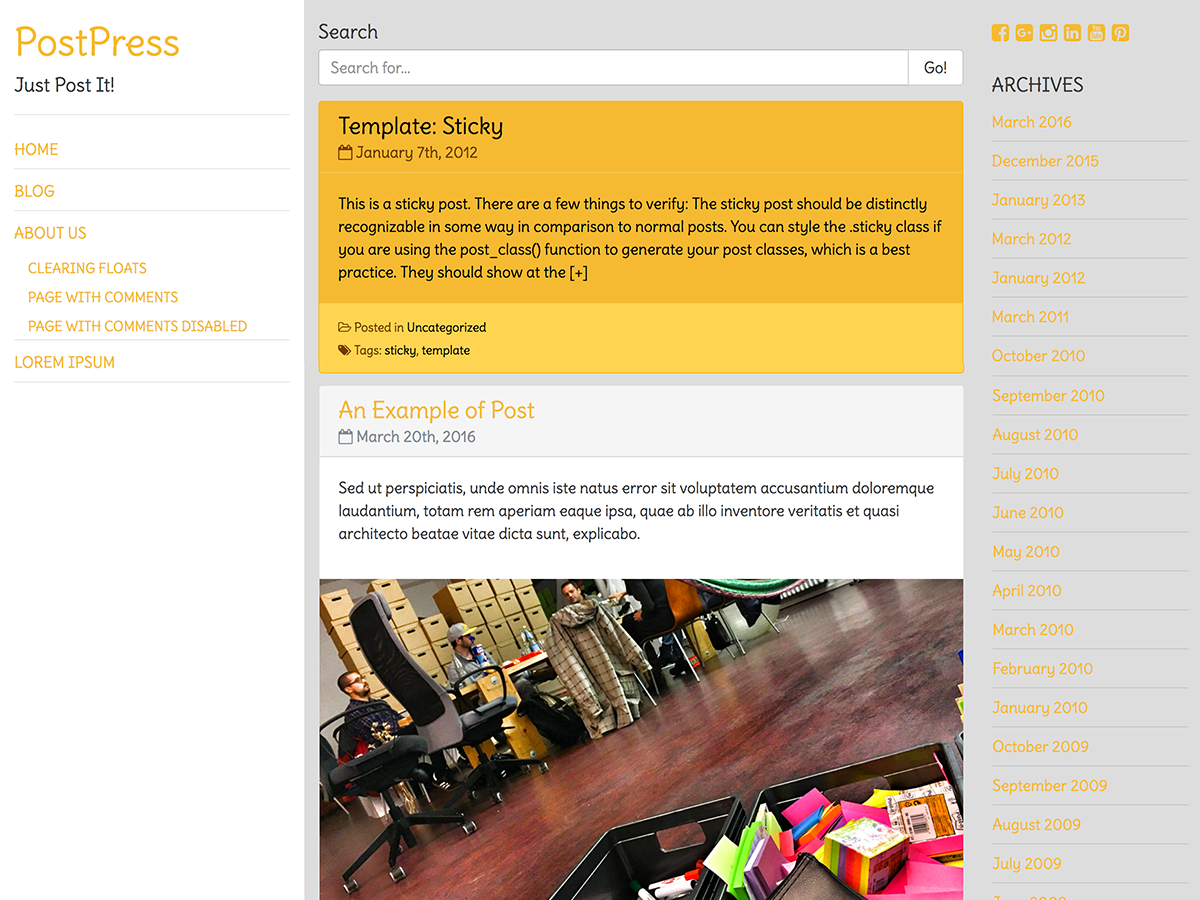 PostPress
Just Post It!
HOME
BLOG
ABOUT US
CLEARING FLOATS
PAGE WITH COMMENTS
PAGE WITH COMMENTS DISABLED
LOREM IPSUM
Search
Search for...
Go!
Template: Sticky
January 7th, 2012
This is a sticky post. There are a few things to verify: The sticky post should be distinctly
recognizable in some way in comparison to normal posts. You can style the .sticky class if
you are using the post_class() function to generate your post classes, which is a best
practice. They should show at the [+]
Posted in Uncategorized
Tags: sticky, template
An Example of Post
March 20th, 2016
Sed ut perspiciatis, unde omnis iste natus error sit voluptatem accusantium doloremque
laudantium, totam rem aperiam eaque ipsa, quae ab illo inventore veritatis et quasi
architecto beatae vitae dicta sunt, explicabo.
ARCHIVES
March 2016
December 2015
January 2013
March 2012
January 2012
March 2011
October 2010
September 2010
August 2010
July 2010
June 2010
May 2010
April 2010
March 2010
February 2010
January 2010
October 2009
September 2009
August 2009
July 2009